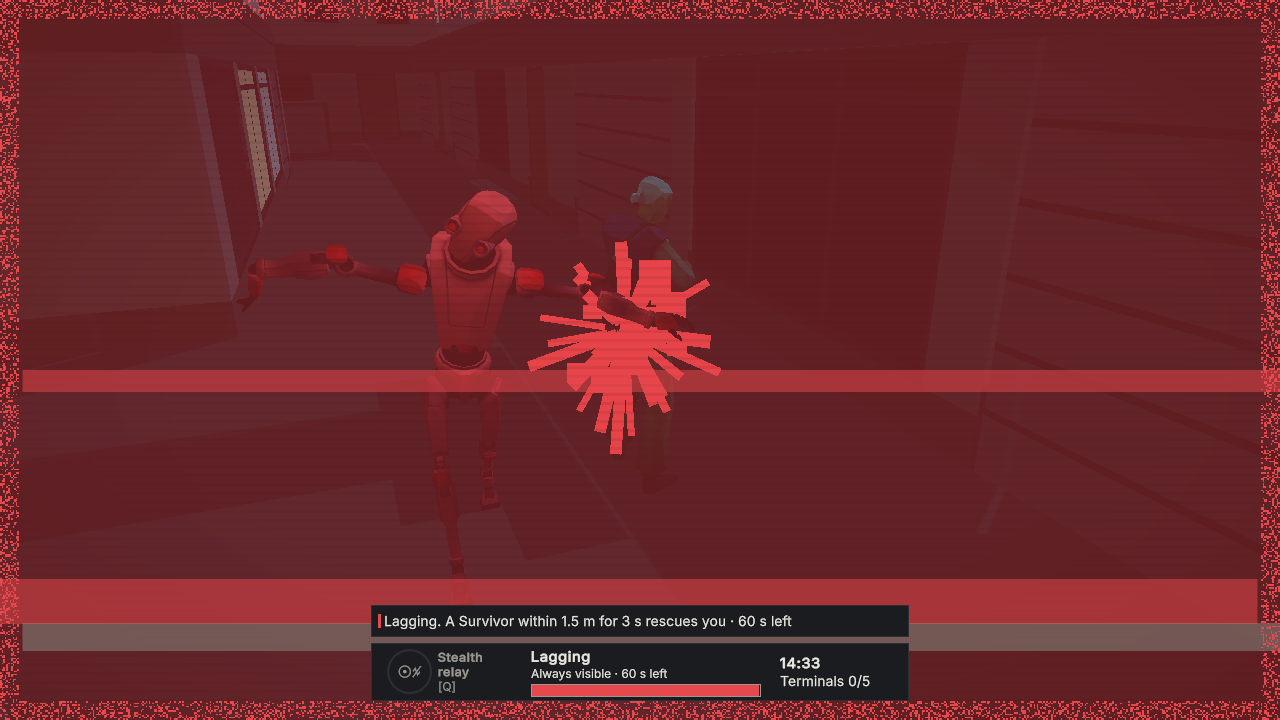 Lagging. A Survivor within 1.5 m for 3 s rescues you · 60 s left
Stealth
relay
[Q]
Lagging
Always visible · 60 s left
14:33
Terminals 0/5